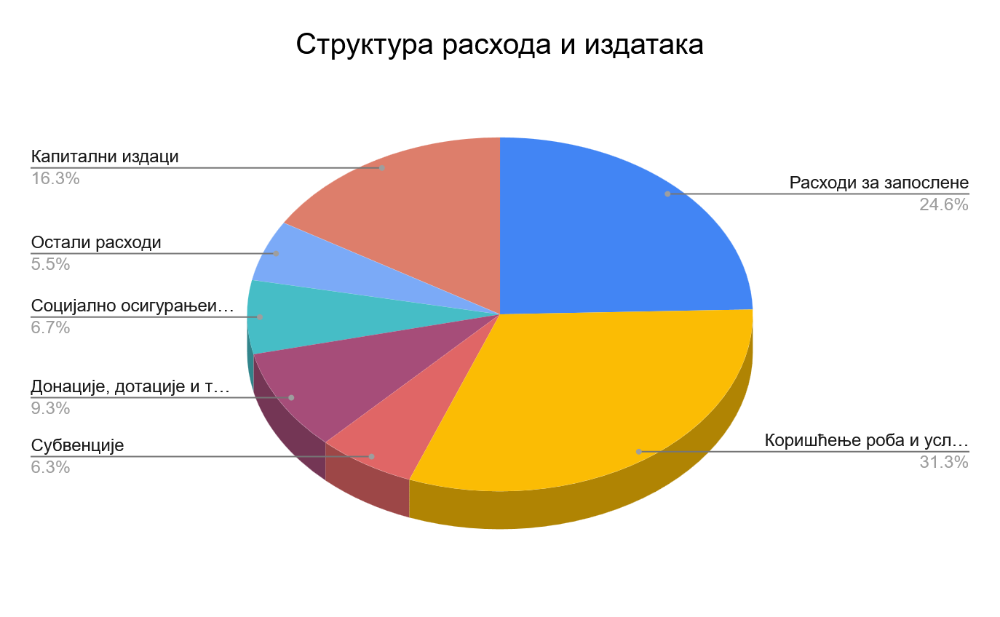 Структура расхода и издатака
Капитални издаци
16.3%
Расходи за запослене
24.6%
Остали расходи
5.5%
Социјално осигурањеи…
6.7%
Донације, дотације и т…
9.3%
Субвенције
6.3%
Коришћење роба и усл…
31.3%